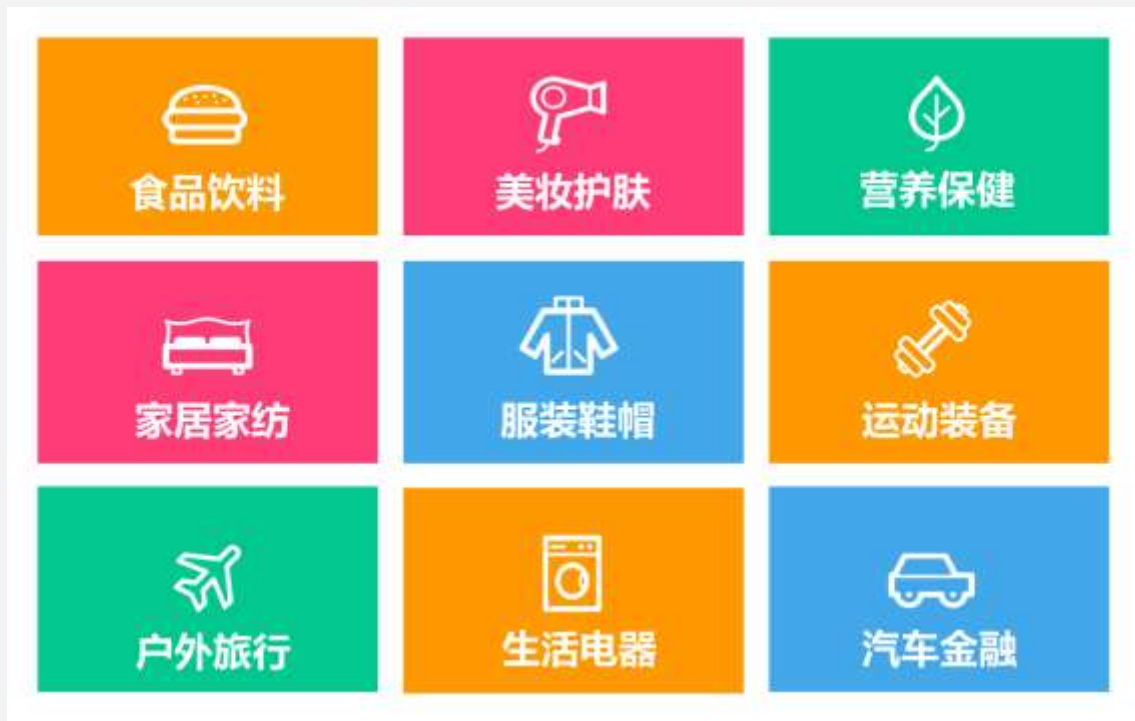 食品饮料
美妆护肤
营养保健
家居家纺
服装鞋帽
运动装备
户外旅行
生活电器
汽车金融